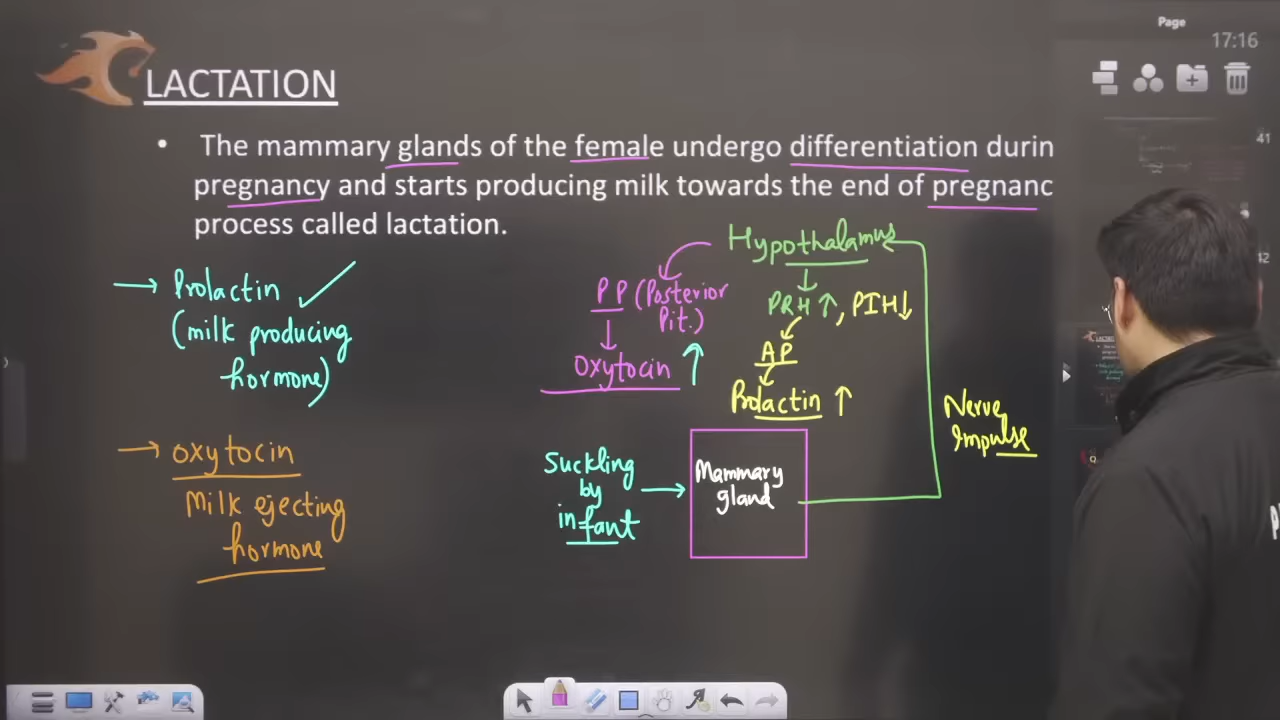 Page
17:16
LACTATION
• The mammary glands of the female undergo differentiation durin
pregnancy and starts producing milk towards the end of pregnanc
process called lactation.
41
42
→ Prolactin ✓
(milk producing
hormone)
→ oxytocin
Milk ejecting
hormone
Hypothalamus
PP (Posterior
Pit.)
Oxytocin ↑
PRH↑, PIH↓
AP
Prolactin ↑
Nerve
Impulse
Suckling
by
infant
Mammary
gland